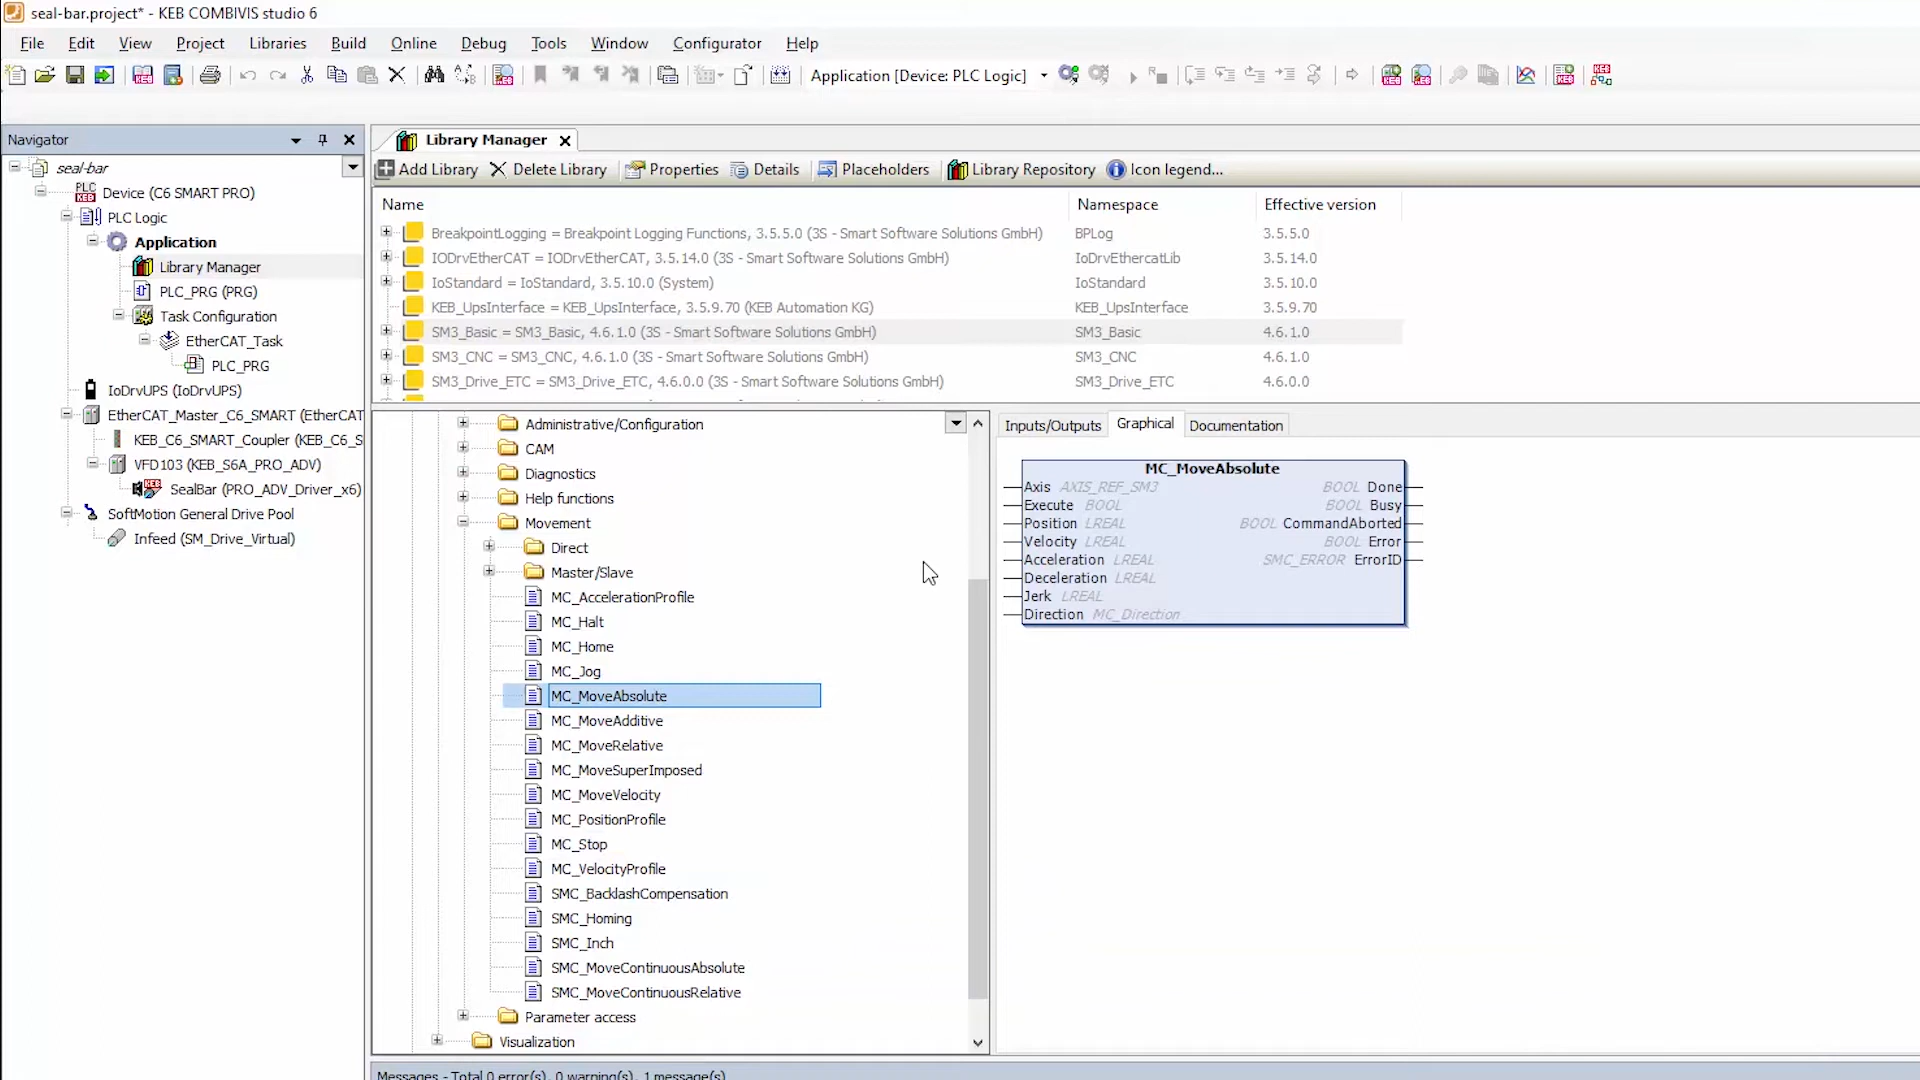 seal-bar.project* - KEB COMBIVIS studio 6
File Edit View Project Libraries Build Online Debug Tools Window Configurator Help
Application [Device: PLC Logic]
Navigator
seal-bar
Device (C6 SMART PRO)
PLC Logic
Application
Library Manager
PLC_PRG (PRG)
Task Configuration
EtherCAT_Task
PLC_PRG
IoDrvUPS (IoDrvUPS)
EtherCAT_Master_C6_SMART (EtherCAT
KEB_C6_SMART_Coupler (KEB_C6_S
VFD103 (KEB_S6A_PRO_ADV)
SealBar (PRO_ADV_Driver_x6)
SoftMotion General Drive Pool
Infeed (SM_Drive_Virtual)
Library Manager
Add Library Delete Library Properties Details Placeholders Library Repository Icon legend...
Name Namespace Effective version
BreakpointLogging = Breakpoint Logging Functions, 3.5.5.0 (3S - Smart Software Solutions GmbH) BPLog 3.5.5.0
IODrvEtherCAT = IODrvEtherCAT, 3.5.14.0 (3S - Smart Software Solutions GmbH) IoDrvEthercatLib 3.5.14.0
IoStandard = IoStandard, 3.5.10.0 (System) IoStandard 3.5.10.0
KEB_UpsInterface = KEB_UpsInterface, 3.5.9.70 (KEB Automation KG) KEB_UpsInterface 3.5.9.70
SM3_Basic = SM3_Basic, 4.6.1.0 (3S - Smart Software Solutions GmbH) SM3_Basic 4.6.1.0
SM3_CNC = SM3_CNC, 4.6.1.0 (3S - Smart Software Solutions GmbH) SM3_CNC 4.6.1.0
SM3_Drive_ETC = SM3_Drive_ETC, 4.6.0.0 (3S - Smart Software Solutions GmbH) SM3_Drive_ETC 4.6.0.0
Administrative/Configuration
CAM
Diagnostics
Help functions
Movement
Direct
Master/Slave
MC_AccelerationProfile
MC_Halt
MC_Home
MC_Jog
MC_MoveAbsolute
MC_MoveAdditive
MC_MoveRelative
MC_MoveSuperImposed
MC_MoveVelocity
MC_PositionProfile
MC_Stop
MC_VelocityProfile
SMC_BacklashCompensation
SMC_Homing
SMC_Inch
SMC_MoveContinuousAbsolute
SMC_MoveContinuousRelative
Parameter access
Visualization
Inputs/Outputs Graphical Documentation
MC_MoveAbsolute
Axis AXIS_REF_SM3 BOOL Done
Execute BOOL BOOL Busy
Position LREAL BOOL CommandAborted
Velocity LREAL BOOL Error
Acceleration LREAL SMC_ERROR ErrorID
Deceleration LREAL
Jerk LREAL
Direction MC_Direction
Messages - Total 0 error(s), 0 warning(s), 1 message(s)